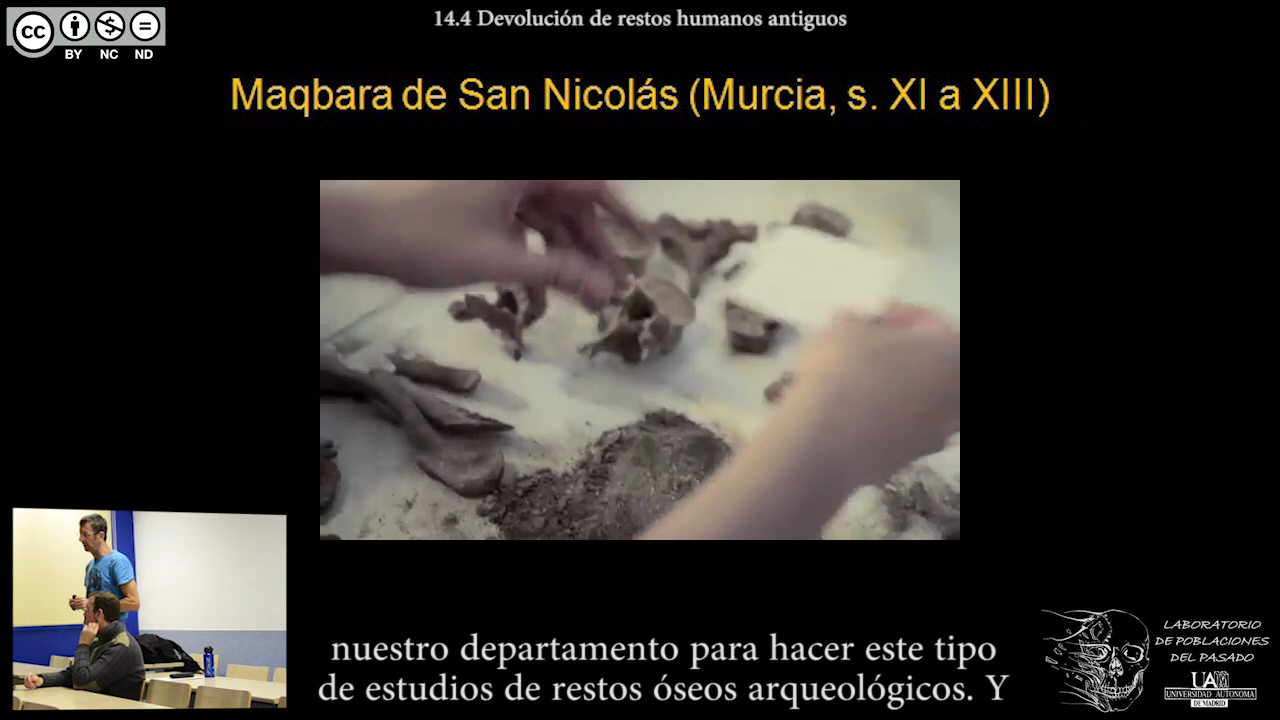 14.4 Devolución de restos humanos antiguos
CC
BY NC ND
Maqbara de San Nicolás (Murcia, s. XI a XIII)
nuestro departamento para hacer este tipo
de estudios de restos óseos arqueológicos. Y
LABORATORIO
DE POBLACIONES
DEL PASADO
UAM
UNIVERSIDAD AUTONOMA
DE MADRID